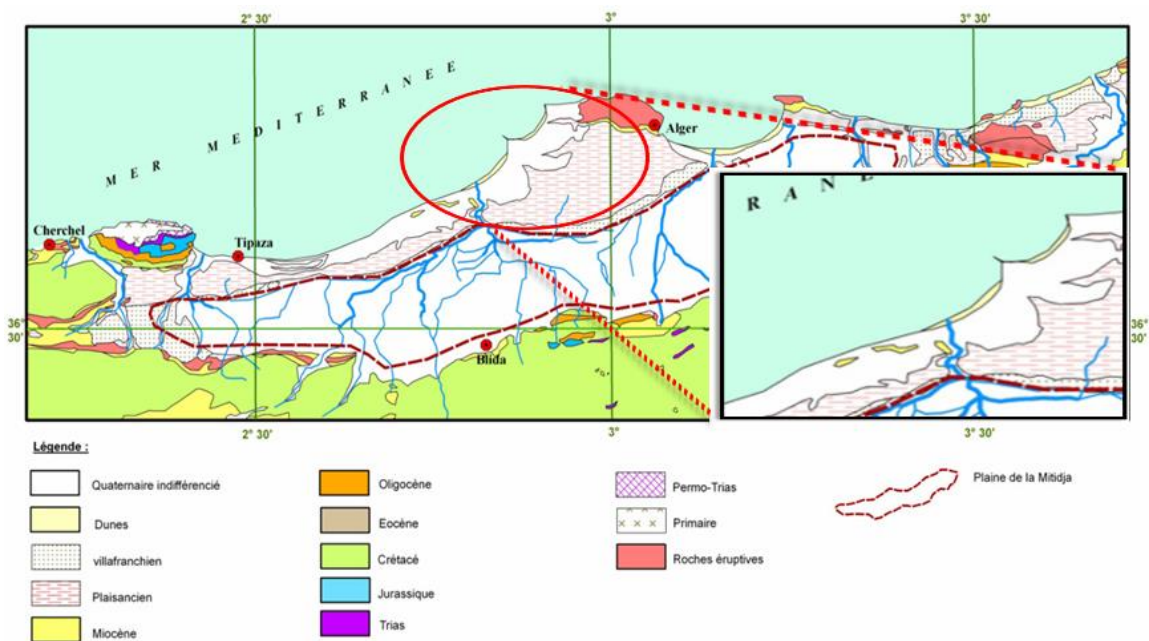 2° 30'
3°
3° 30'
MER MEDITERRANEE
Alger
RANE
Cherchel
Tipaza
36°
30'
36°
30'
Blida
2° 30'
3°
3° 30'
Légende :
Quaternaire indifférencié
Dunes
villafranchien
Plaisancien
Miocène
Oligocène
Eocène
Crétacé
Jurassique
Trias
Permo-Trias
Primaire
Roches éruptives
Plaine de la Mitidja